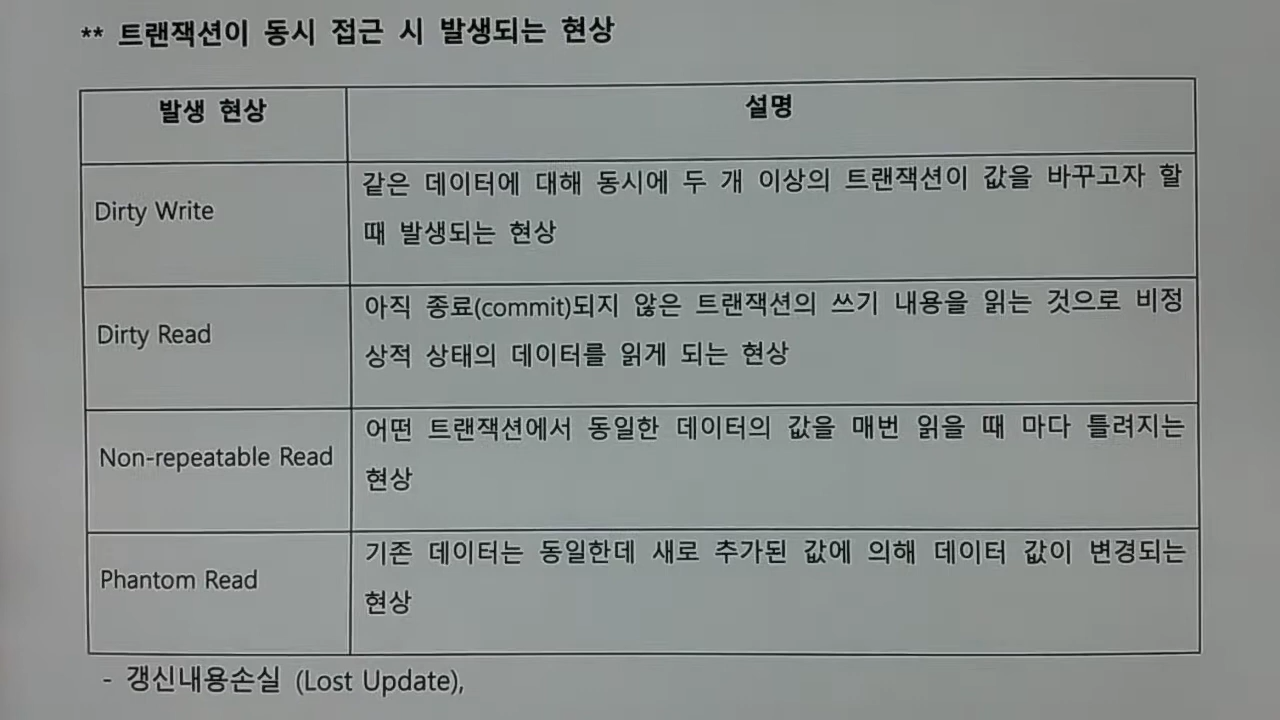 ** 트랜잭션이 동시 접근 시 발생되는 현상
발생 현상
설명
Dirty Write
같은 데이터에 대해 동시에 두 개 이상의 트랜잭션이 값을 바꾸고자 할
때 발생되는 현상
Dirty Read
아직 종료(commit)되지 않은 트랜잭션의 쓰기 내용을 읽는 것으로 비정
상적 상태의 데이터를 읽게 되는 현상
Non-repeatable Read
어떤 트랜잭션에서 동일한 데이터의 값을 매번 읽을 때 마다 틀려지는
현상
Phantom Read
기존 데이터는 동일한데 새로 추가된 값에 의해 데이터 값이 변경되는
현상
- 갱신내용손실 (Lost Update),